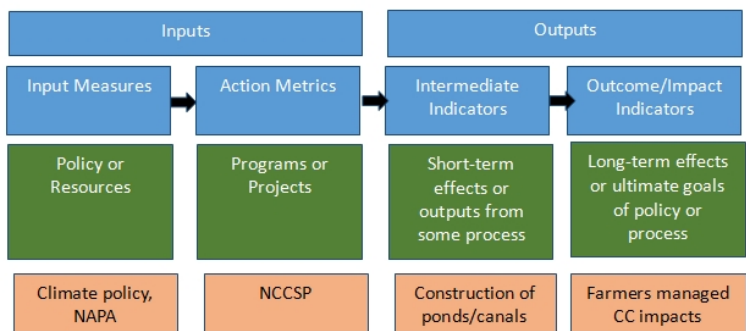 Inputs
Outputs
Input Measures
Action Metrics
Intermediate
Indicators
Outcome/Impact
Indicators
Policy or
Resources
Programs or
Projects
Short-term
effects or
outputs from
some process
Long-term effects
or ultimate goals
of policy or
process
Climate policy,
NAPA
NCCSP
Construction of
ponds/canals
Farmers managed
CC impacts